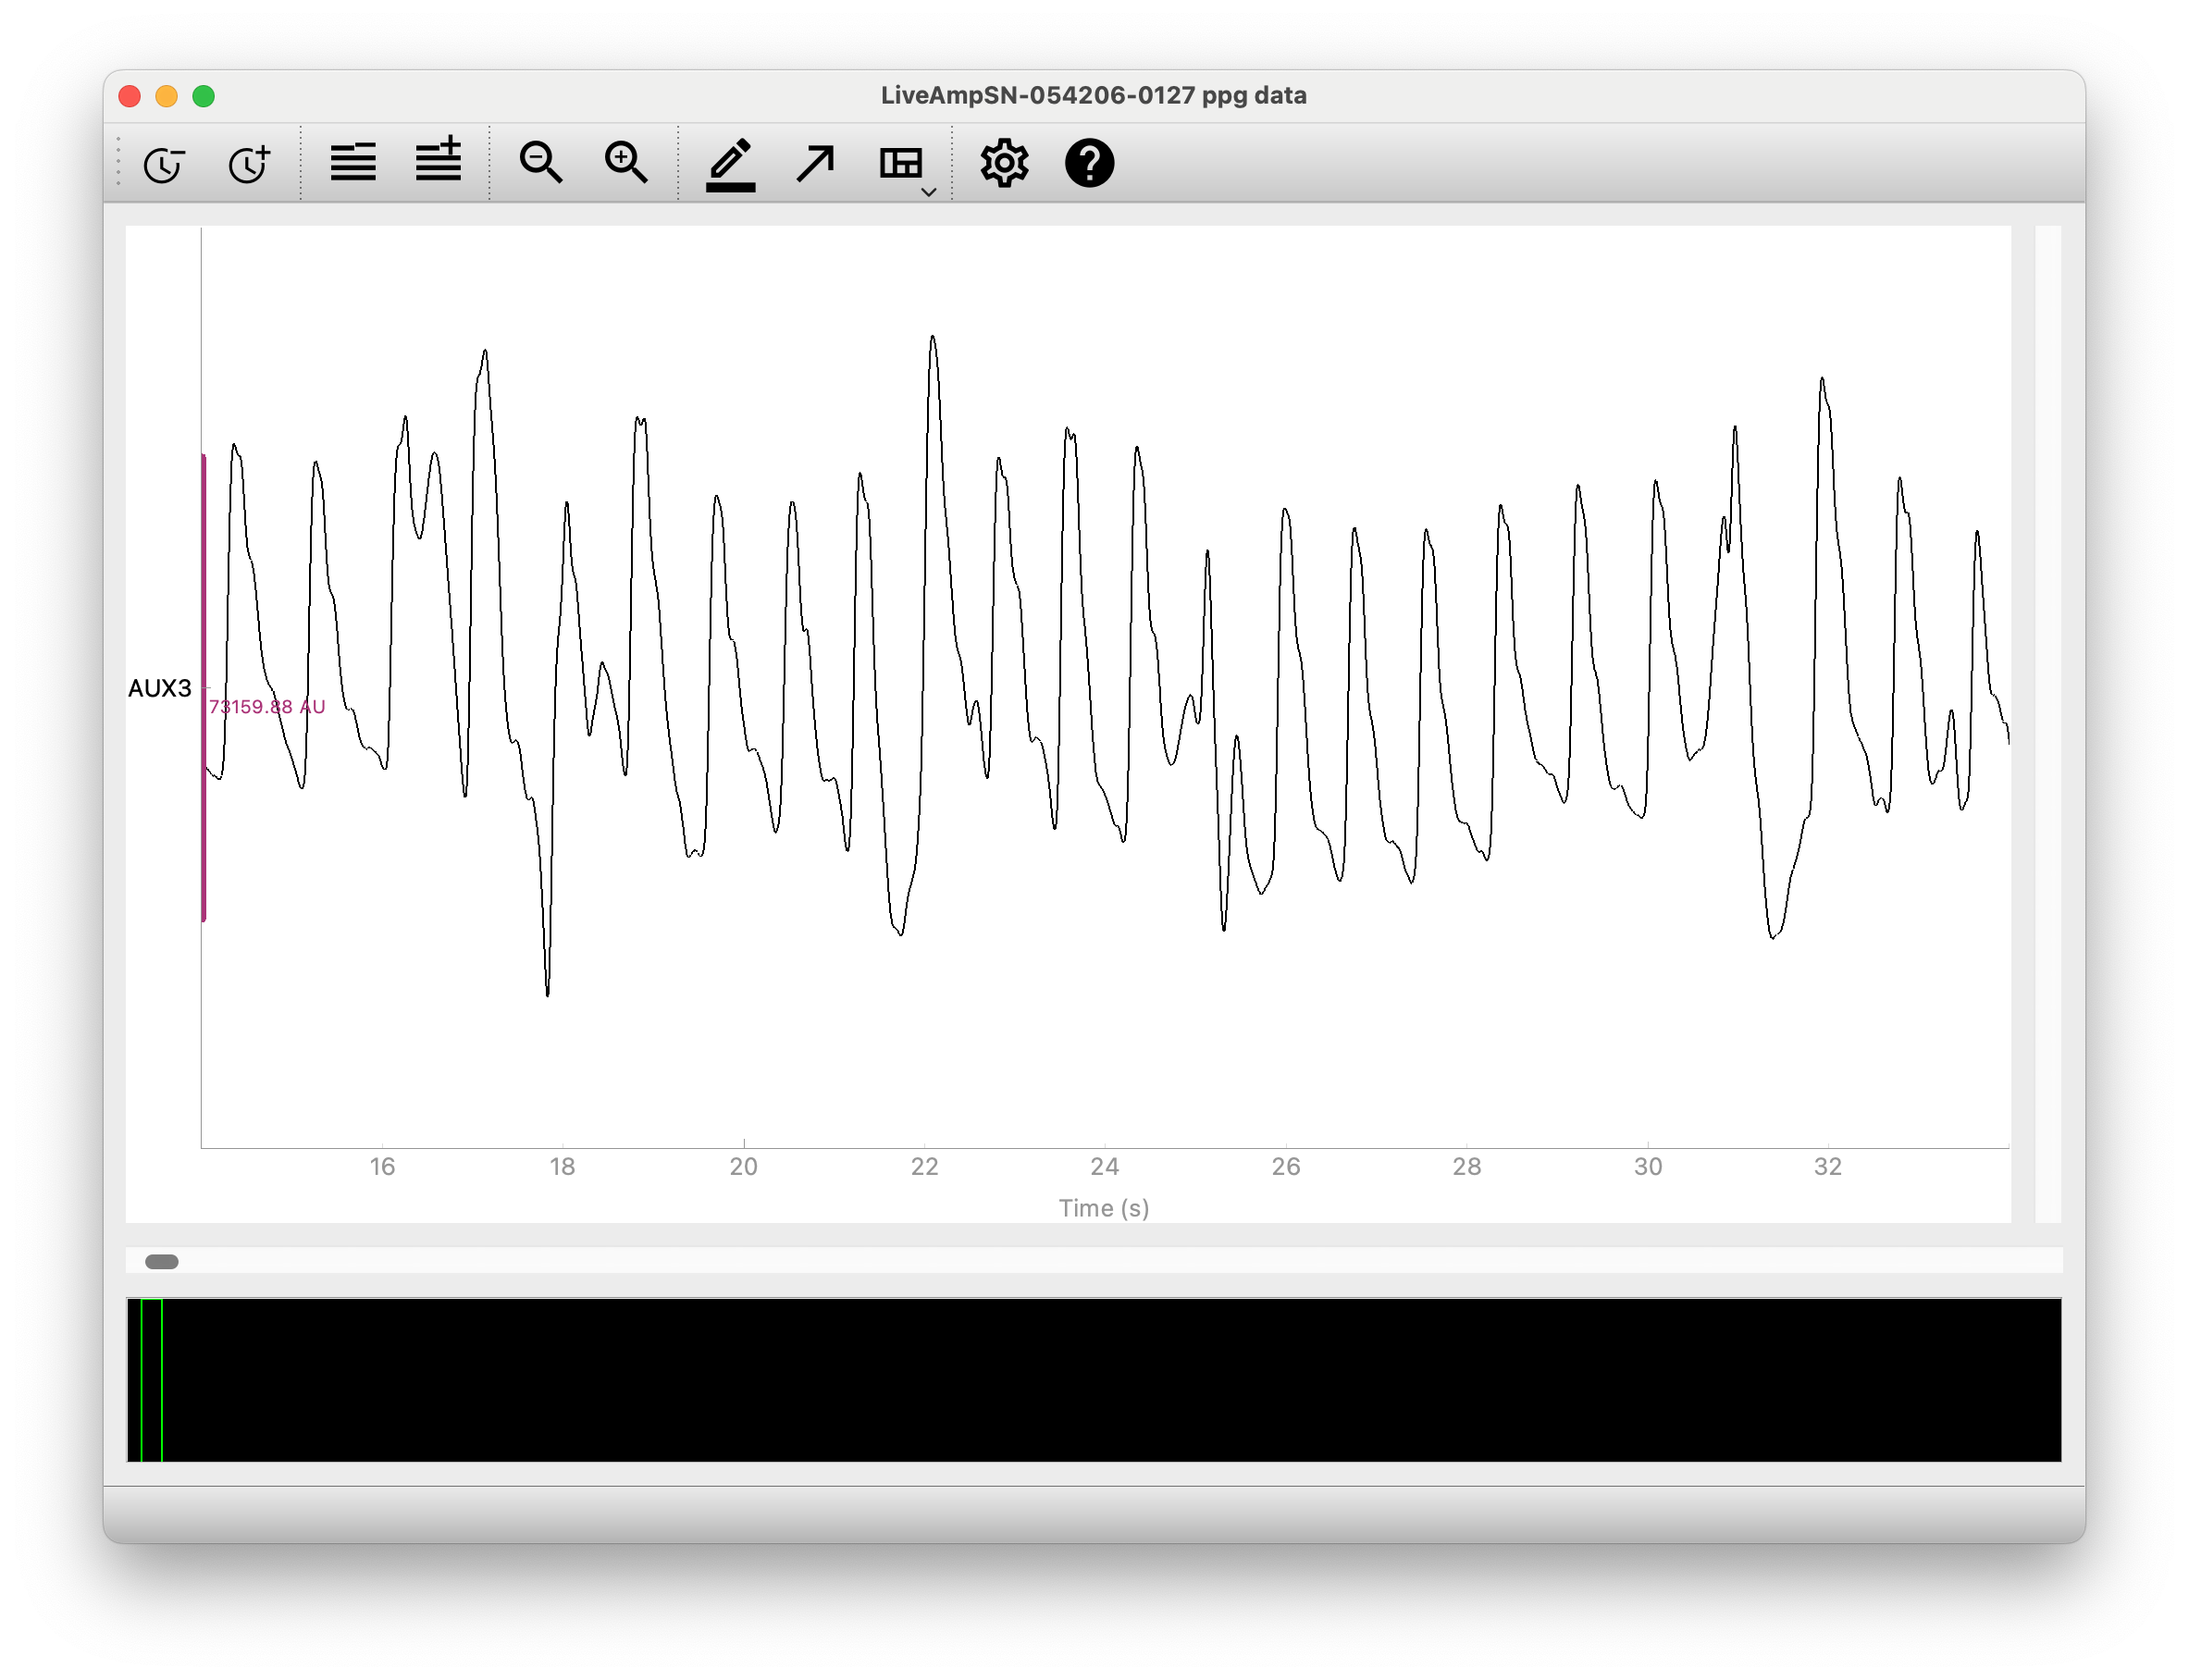 LiveAmpSN-054206-0127 ppg data
AUX3
73159.88 AU
16 18 20 22 24 26 28 30 32
Time (s)